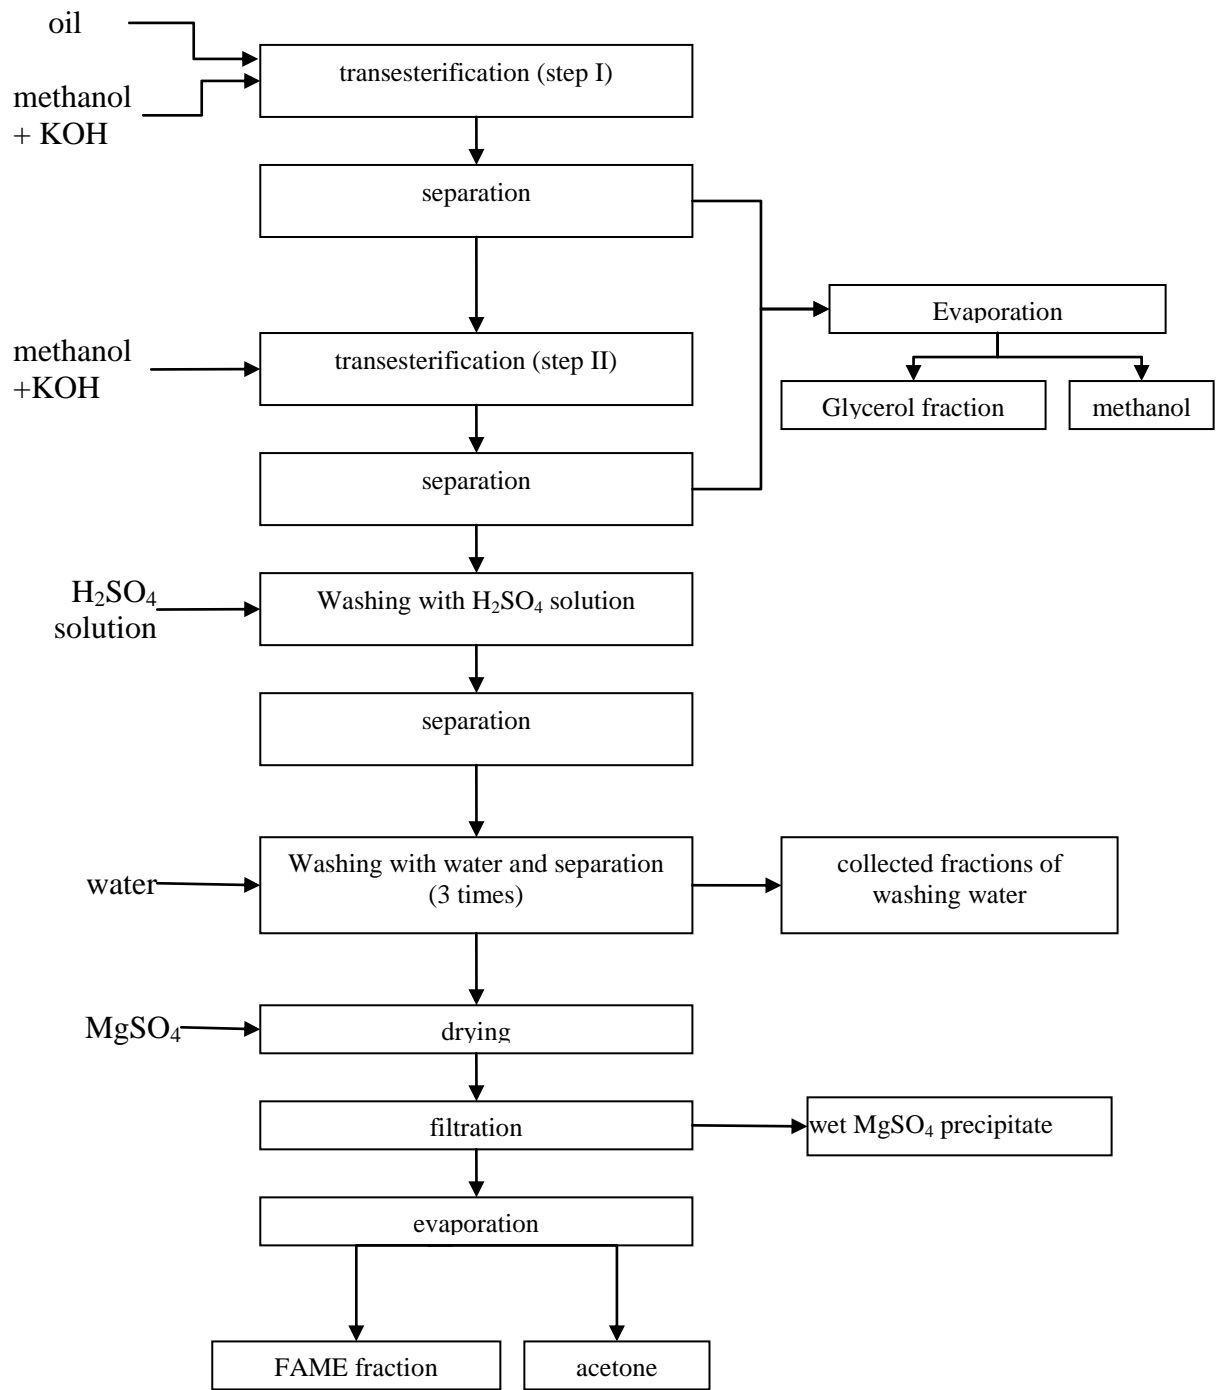 oil
transesterification (step I)
methanol
+ KOH
separation
Evaporation
methanol
+KOH
transesterification (step II)
Glycerol fraction
methanol
separation
H₂SO₄
solution
Washing with H₂SO₄ solution
separation
water
Washing with water and separation
(3 times)
collected fractions of
washing water
MgSO₄
drying
filtration
wet MgSO₄ precipitate
evaporation
FAME fraction
acetone